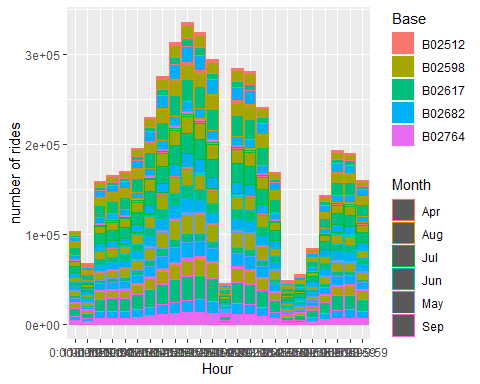 3e+05
2e+05
1e+05
0e+00
nummber of rides
Hour
Base
B02512
B02598
B02617
B02682
B02764
Month
Apr
Aug
Jul
Jun
May
Sep